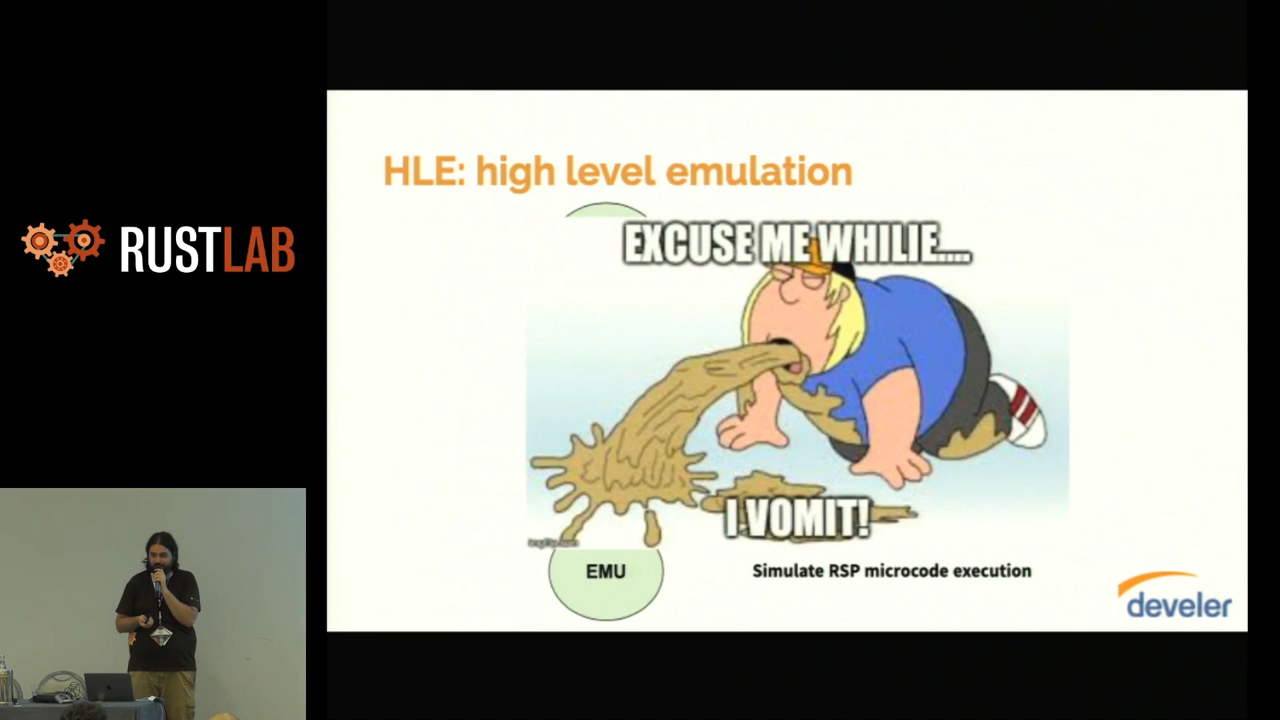 RUSTLAB
HLE: high level emulation
EXCUSE ME WHILIE....
I VOMIT!
EMU
Simulate RSP microcode execution
develer